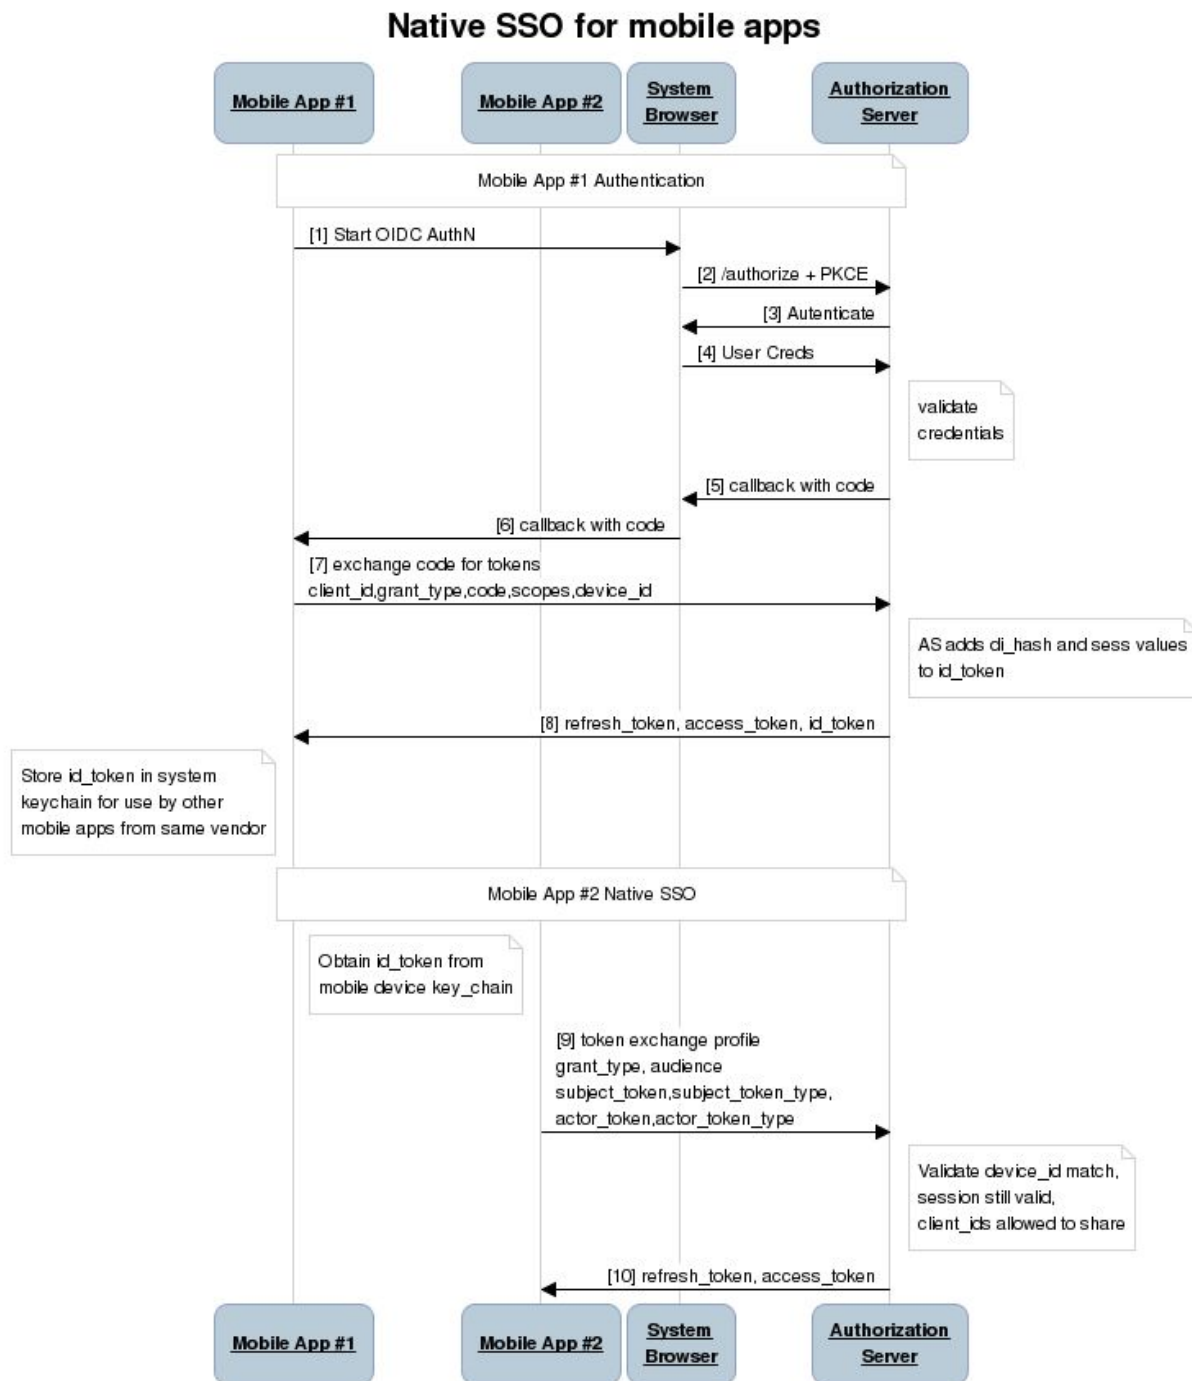 Native SSO for mobile apps
Mobile App #1
Mobile App #2
System
Browser
Authorization
Server
Mobile App #1 Authentication
[1] Start OIDC AuthN
[2] /authorize + PKCE
[3] Autenticate
[4] User Creds
validate
credentials
[5] callback with code
[6] callback with code
[7] exchange code for tokens
client_id,grant_type,code,scopes,device_id
AS adds di_hash and sess values
to id_token
[8] refresh_token, access_token, id_token
Store id_token in system
keychain for use by other
mobile apps from same vendor
Mobile App #2 Native SSO
Obtain id_token from
mobile device key_chain
[9] token exchange profile
grant_type, audience
subject_token,subject_token_type,
actor_token,actor_token_type
Validate device_id match,
session still valid,
client_ids allowed to share
[10] refresh_token, access_token
Mobile App #1
Mobile App #2
System
Browser
Authorization
Server